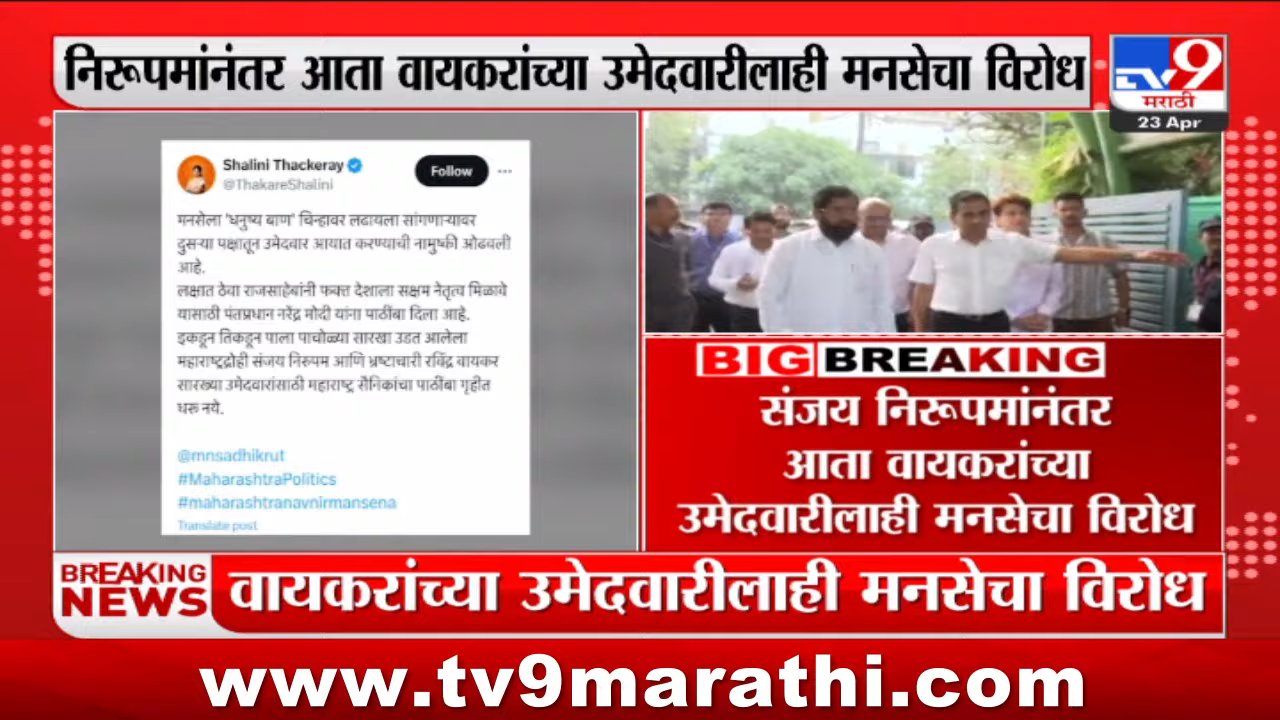 निरूपमांनंतर आता वायकरांच्या उमेदवारीलाही मनसेचा विरोध
TV9
मराठी
23 Apr
Shalini Thackeray
@ThakareShalini
Follow
मनसेला 'धनुष्य बाण' चिन्हावर लढायला सांगणाऱ्यावर
दुसऱ्या पक्षातून उमेदवार आयात करण्याची नामुष्की ओढवली
आहे.
लक्षात ठेवा राजसाहेबांनी फक्त देशाला सक्षम नेतृत्व मिळावे
यासाठी पंतप्रधान नरेंद्र मोदी यांना पाठींबा दिला आहे.
इकडून तिकडून पाला पाचोळ्या सारखा उडत आलेला
महाराष्ट्रद्रोही संजय निरुपम आणि भ्रष्टाचारी रविंद्र वायकर
सारख्या उमेदवारांसाठी महाराष्ट्र सैनिकांचा पाठींबा गृहीत
धरू नये.
@mnsadhikrut
#MaharashtraPolitics
#maharashtranavnirmansena
Translate post
BIG BREAKING
संजय निरूपमांनंतर
आता वायकरांच्या
उमेदवारीलाही मनसेचा विरोध
BREAKING
NEWS
वायकरांच्या उमेदवारीलाही मनसेचा विरोध
www.tv9marathi.com